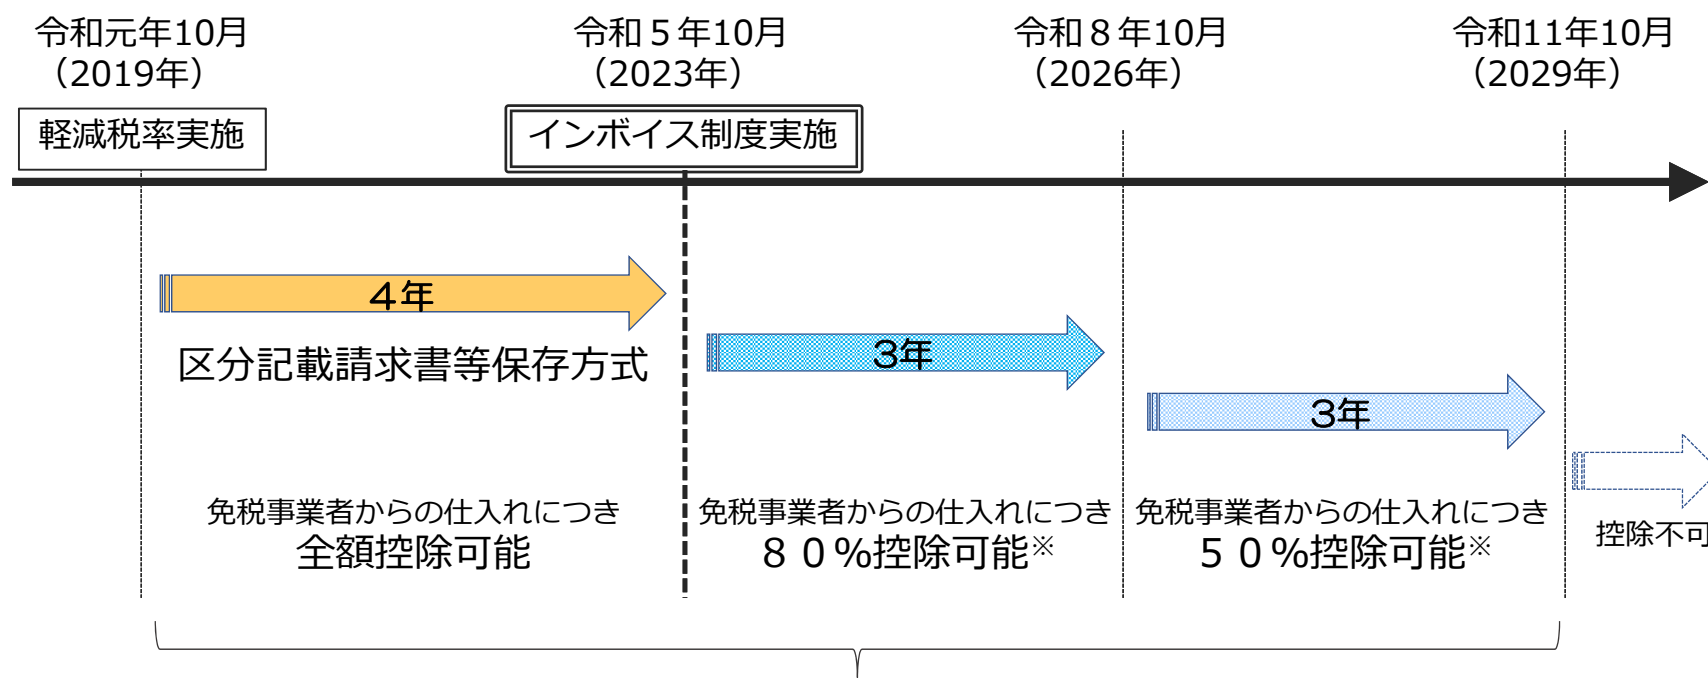 令和元年10月
（2019年）
令和５年10月
（2023年）
令和８年10月
（2026年）
令和11年10月
（2029年）
軽減税率実施
インボイス制度実施
４年
区分記載請求書等保存方式
３年
３年
免税事業者からの仕入れにつき
全額控除可能
免税事業者からの仕入れにつき
８０%控除可能※
免税事業者からの仕入れにつき
５０%控除可能※
控除不可